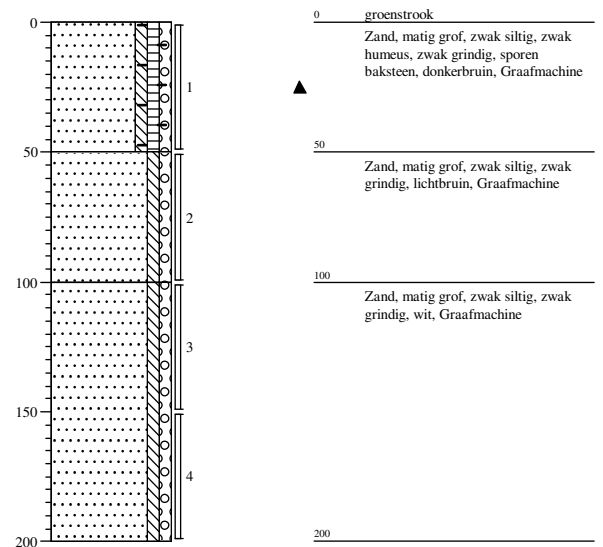 0
groenstrook
0
Zand, matig grof, zwak siltig, zwak
humeus, zwak grindig, sporen
baksteen, donkerbruin, Graafmachine
1
50
50
Zand, matig grof, zwak siltig, zwak
grindig, lichtbruin, Graafmachine
2
100
100
Zand, matig grof, zwak siltig, zwak
grindig, wit, Graafmachine
3
150
4
200
200